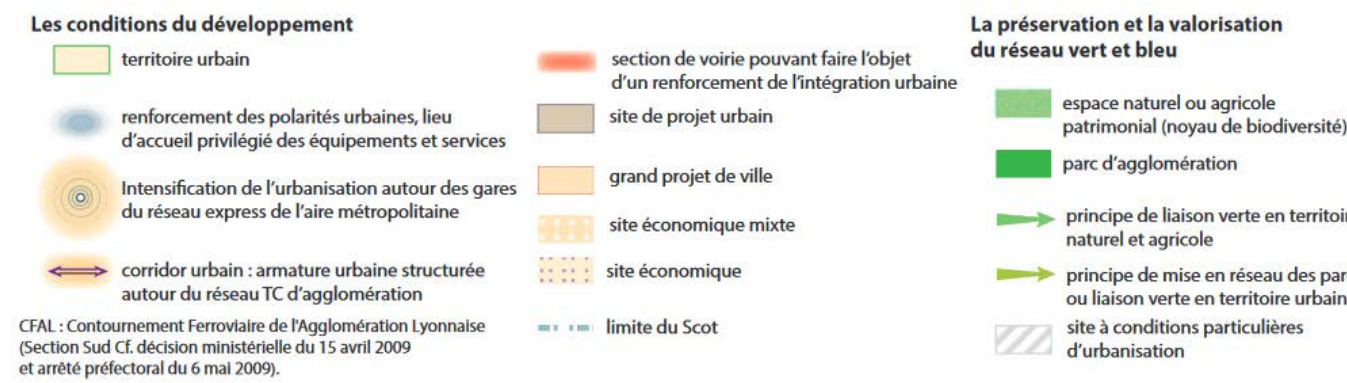 Les conditions du développement
territoire urbain
renforcement des polarités urbaines, lieu
d'accueil privilégié des équipements et services
Intensification de l'urbanisation autour des gares
du réseau express de l'aire métropolitaine
corridor urbain : armature urbaine structurée
autour du réseau TC d'agglomération
CFAL : Contournement Ferroviaire de l'Agglomération Lyonnaise
(Section Sud Cf. décision ministérielle du 15 avril 2009
et arrêté préfectoral du 6 mai 2009).
section de voirie pouvant faire l'objet
d'un renforcement de l'intégration urbaine
site de projet urbain
grand projet de ville
site économique mixte
site économique
limite du Scot
La préservation et la valorisation
du réseau vert et bleu
espace naturel ou agricole
patrimonial (noyau de biodiversité)
parc d'agglomération
principe de liaison verte en territoir
naturel et agricole
principe de mise en réseau des par
ou liaison verte en territoire urbain
site à conditions particulières
d'urbanisation